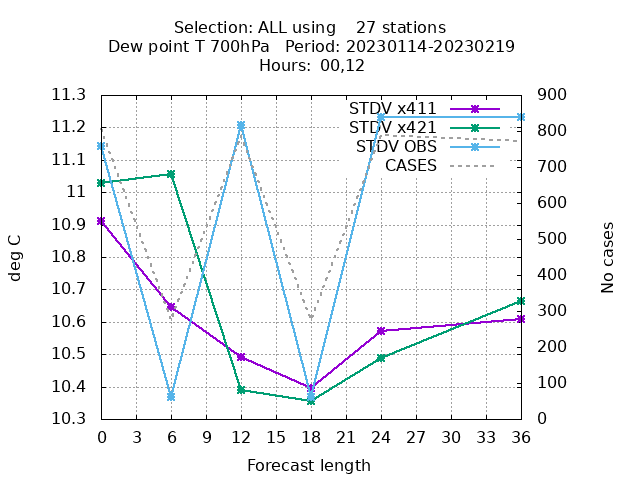 Selection: ALL using    27 stations
Dew point T 700hPa   Period: 20230114-20230219
Hours: 00,12
11.3
11.2
11.1
11
10.9
10.8
10.7
10.6
10.5
10.4
10.3
deg C
STDV x411
STDV x421
STDV OBS
CASES
900
800
700
600
500
400
300
200
100
0
No cases
0 3 6 9 12 15 18 21 24 27 30 33 36
Forecast length